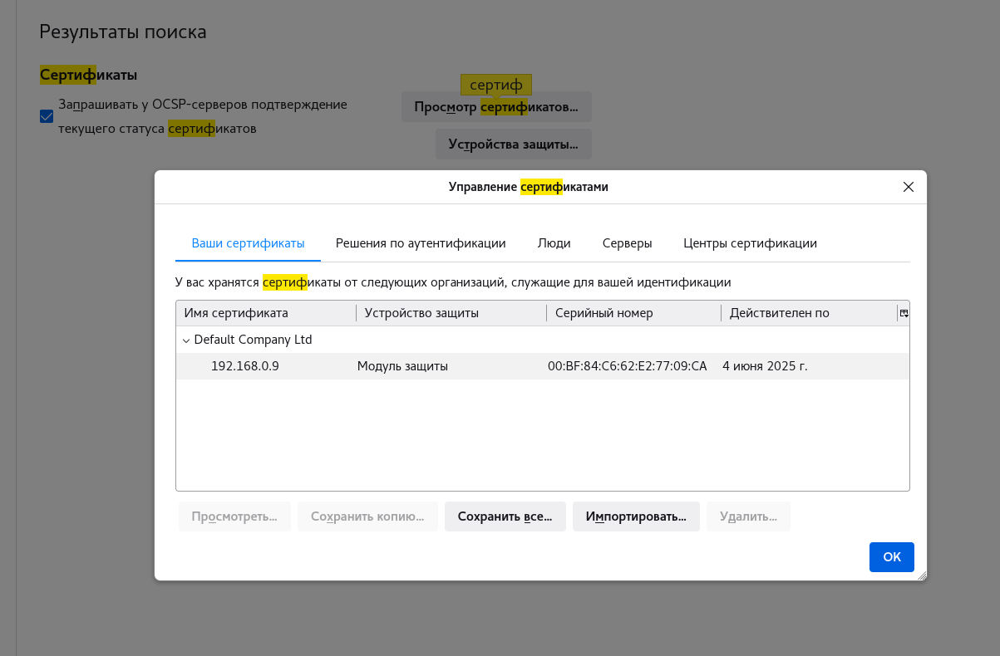 Результаты поиска
Сертификаты
сертиф
Запрашивать у OCSP-серверов подтверждение
текущего статуса сертификатов
Просмотр сертификатов...
Устройства защиты...
Управление сертификатами
Ваши сертификаты Решения по аутентификации Люди Серверы Центры сертификации
У вас хранятся сертификаты от следующих организаций, служащие для вашей идентификации
Имя сертификата Устройство защиты Серийный номер Действителен по
Default Company Ltd
192.168.0.9 Модуль защиты 00:BF:84:C6:62:E2:77:09:CA 4 июня 2025 г.
Просмотреть... Сохранить копию... Сохранить все... Импортировать... Удалить...
OK